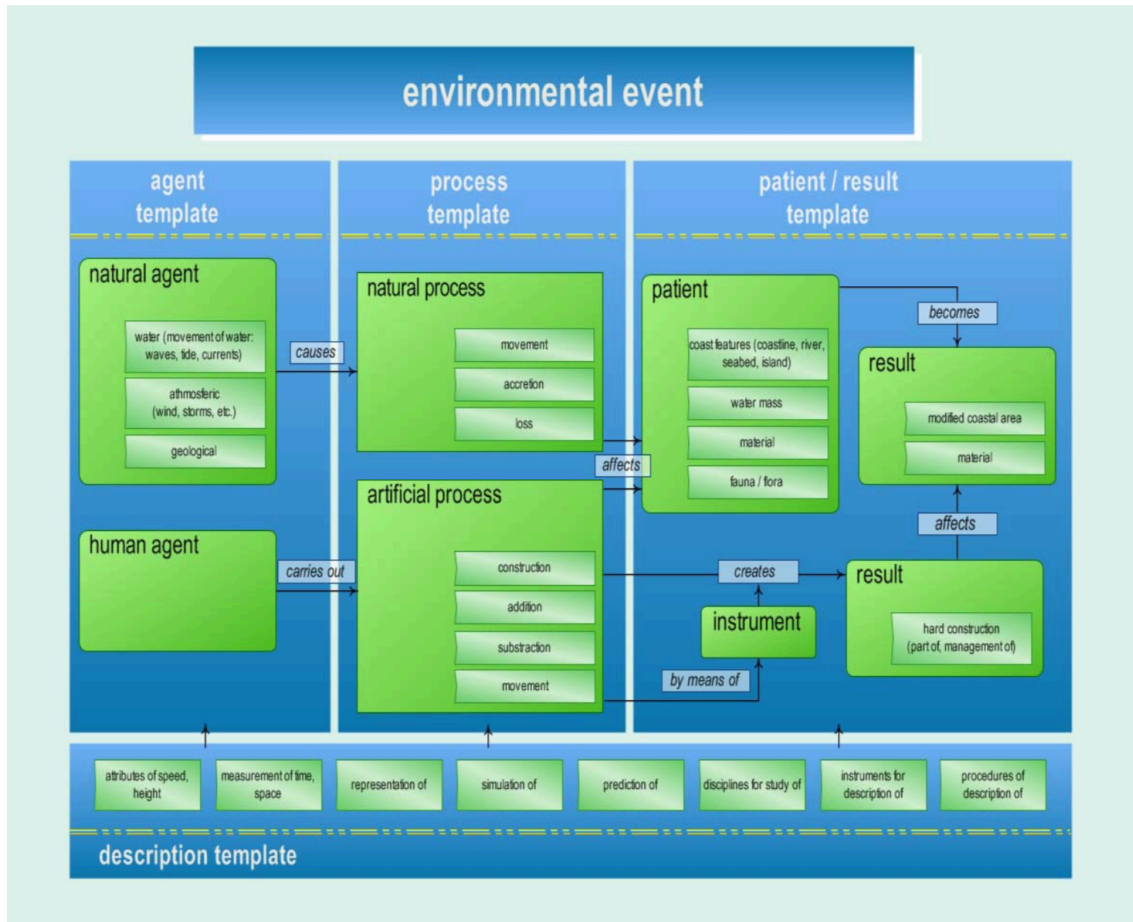 environmental event
agent
template
process
template
patient / result
template
natural agent
water (movement of water:
waves, tide, currents)
athmosferic
(wind, storms, etc.)
geological
causes
natural process
movement
accretion
loss
affects
patient
coast features (coastine, river,
seabed, island)
water mass
material
fauna / flora
becomes
result
modified coastal area
material
human agent
carries out
artificial process
construction
addition
substraction
movement
creates
instrument
by means of
affects
result
hard construction
(part of, management of)
attributes of speed,
height
measurement of time,
space
representation of
simulation of
prediction of
disciplines for study of
instruments for
description of
procedures of
description of
description template